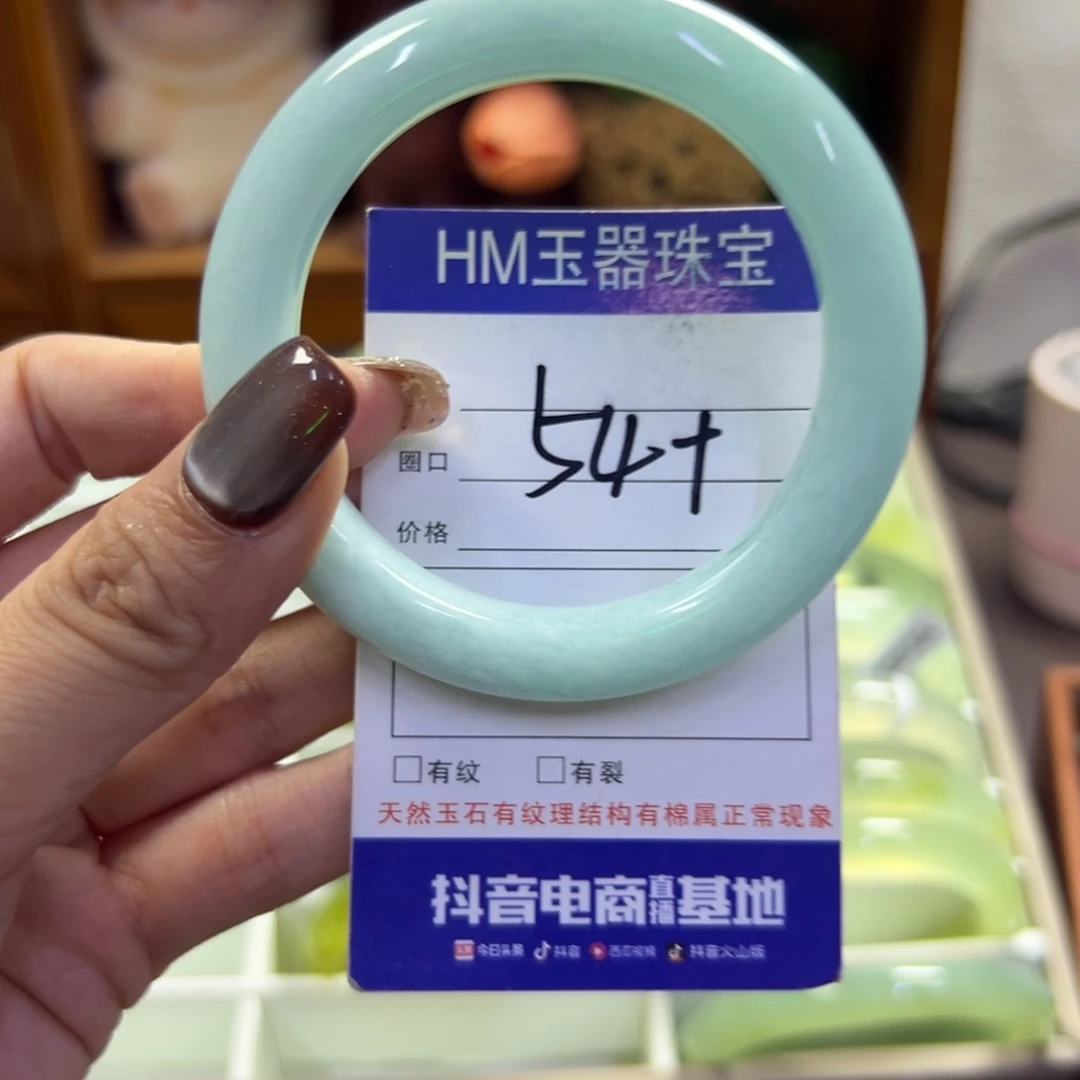 HM玉器珠宝
54+
圈口
价格
有纹 有裂
天然玉石有纹理结构有棉属正常现象
抖音电商直播基地
今日头条 抖音 西瓜视频 抖音火山版